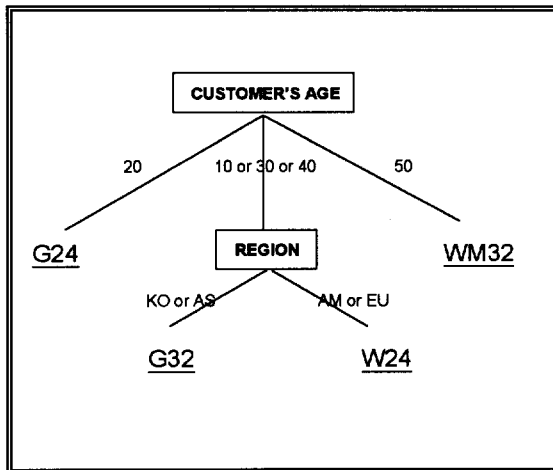 CUSTOMER'S AGE
20
10 or 30 or 40
50
G24
REGION
WM32
KO or AS
AM or EU
G32
W24